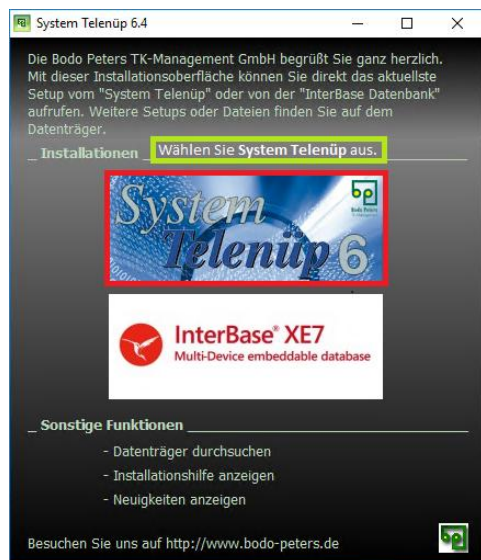 System Telenüp 6.4
Die Bodo Peters TK-Management GmbH begrüßt Sie ganz herzlich.
Mit dieser Installationsoberfläche können Sie direkt das aktuellste
Setup vom "System Telenüp" oder von der "InterBase Datenbank"
aufrufen. Weitere Setups oder Dateien finden Sie auf dem
Datenträger.
_ Installationen _ Wählen Sie System Telenüp aus.
bp
Bodo Peters
System
Telenüp 6
InterBase® XE7
Multi-Device embeddable database
_ Sonstige Funktionen _
- Datenträger durchsuchen
- Installationshilfe anzeigen
- Neuigkeiten anzeigen
Besuchen Sie uns auf http://www.bodo-peters.de
bp